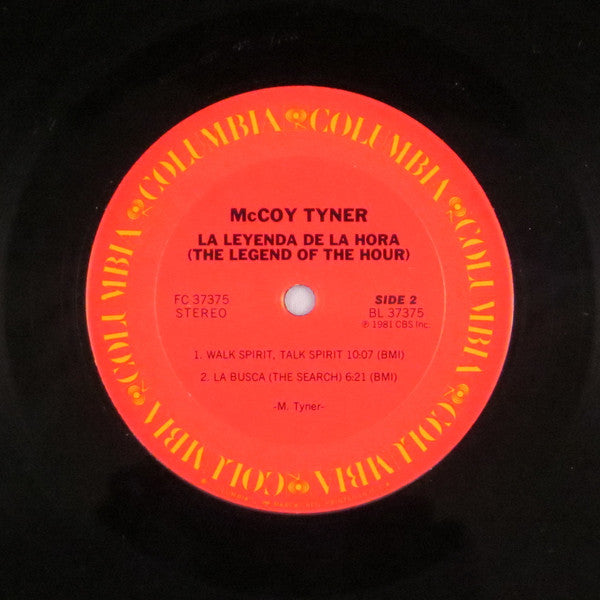 COLUMBIA COLUMBIA COLUMBIA COLUMBIA COLUMBIA COLUMBIA
McCOY TYNER
LA LEYENDA DE LA HORA
(THE LEGEND OF THE HOUR)
FC 37375
STEREO
SIDE 2
BL 37375
℗ 1981 CBS Inc.
1. WALK SPIRIT, TALK SPIRIT 10:07 (BMI)
2. LA BUSCA (THE SEARCH) 6:21 (BMI)
-M. Tyner-